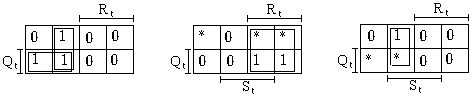 Rt Rt Rt
0 1 0 0 * 0 * * 0 1 0 0
Qt 1 1 0 0 Qt 0 0 1 1 Qt * * 0 0
St St